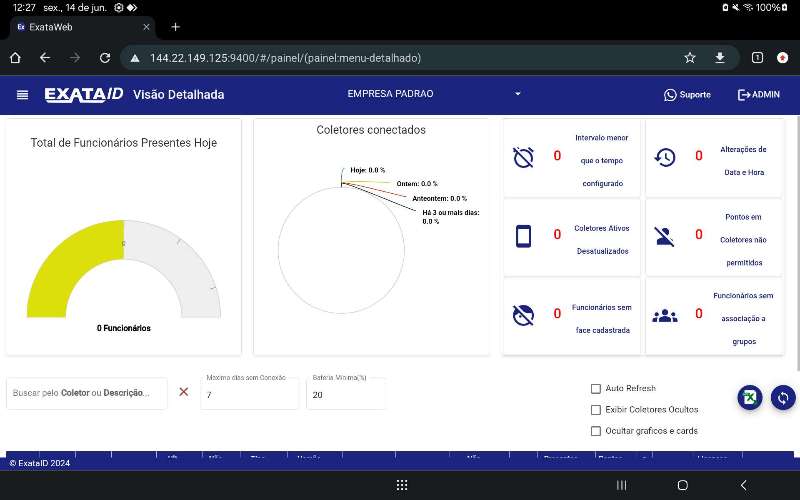 12:27 sex., 14 de jun.
100%
Ex ExataWeb
144.22.149.125:9400/#/painel/(painel:menu-detalhado)
1
EXATAID Visão Detalhada
EMPRESA PADRAO
Suporte
ADMIN
Total de Funcionários Presentes Hoje
0
0 Funcionários
Coletores conectados
Hoje: 0.0 %
Ontem: 0.0 %
Anteontem: 0.0 %
Há 3 ou mais dias:
0.0 %
0
Intervelo menor
que o tempo
configurado
0
Alterações de
Data e Hora
0
Coletores Ativos
Desatualizados
0
Pontos em
Coletores não
permitidos
0
Funcionários sem
face cadastrada
0
Funcionários sem
associação a
grupos
Buscar pelo Coletor ou Descrição...
Máximo dias sem Conexão
7
Bateria Mínima(%)
20
Auto Refresh
Exibir Coletores Ocultos
Ocultar graficos e cards
© ExataID 2024